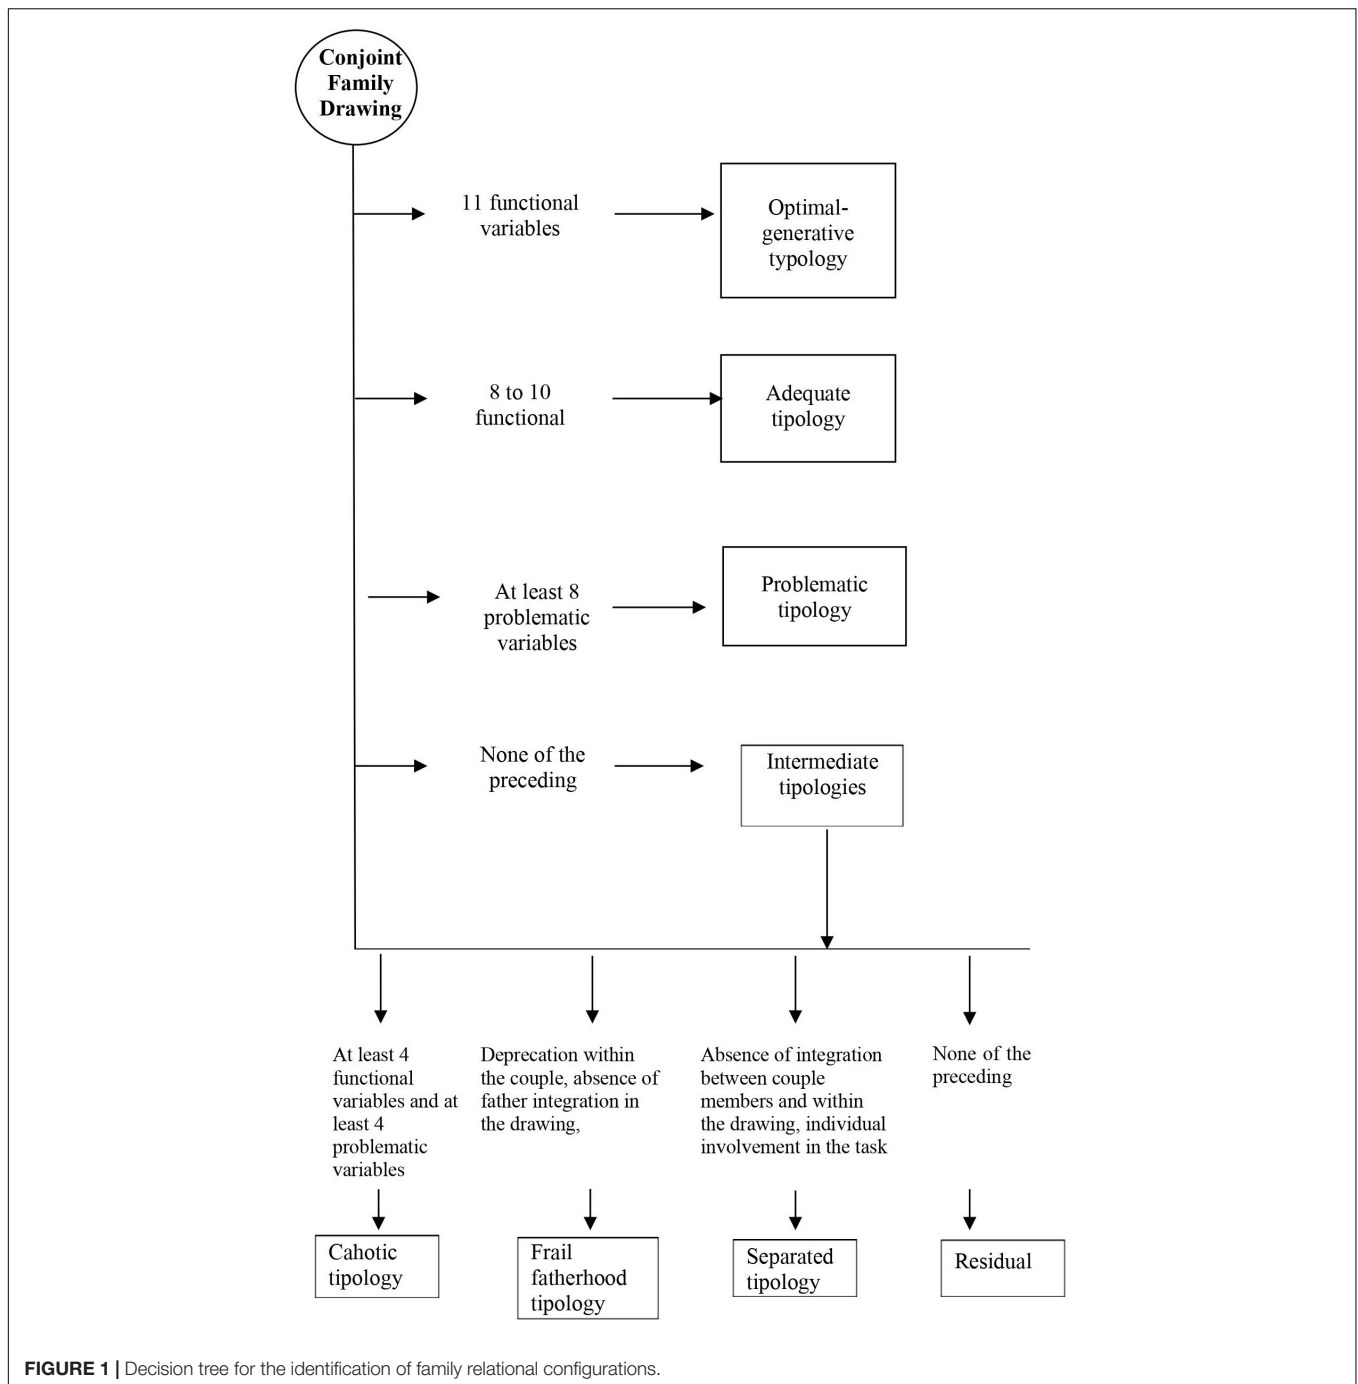 Conjoint
Family
Drawing
11 functional
variables
Optimal-
generative
typology
8 to 10
functional
Adequate
tipology
At least 8
problematic
variables
Problematic
tipology
None of the
preceding
Intermediate
tipologies
At least 4
functional
variables and at
least 4
problematic
variables
Deprecation within
the couple, absence of
father integration in
the drawing,
Absence of integration
between couple
members and within
the drawing, individual
involvement in the task
None of the
preceding
Cahotic
tipology
Frail
fatherhood
tipology
Separated
tipology
Residual
FIGURE 1 | Decision tree for the identification of family relational configurations.